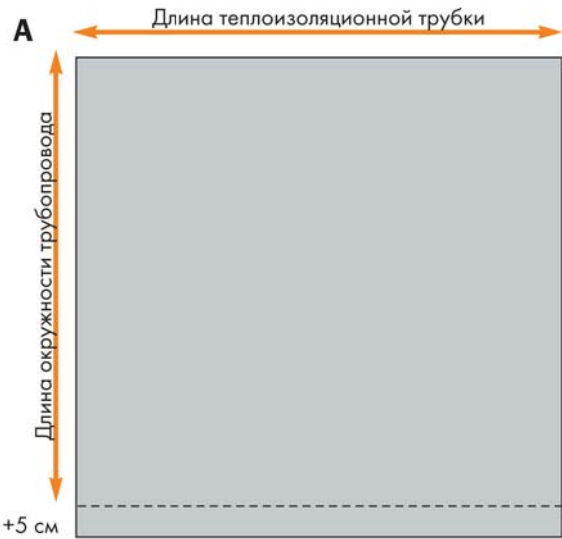 A
Длина теплоизоляционной трубки
Длина окружности трубопровода
+5 см